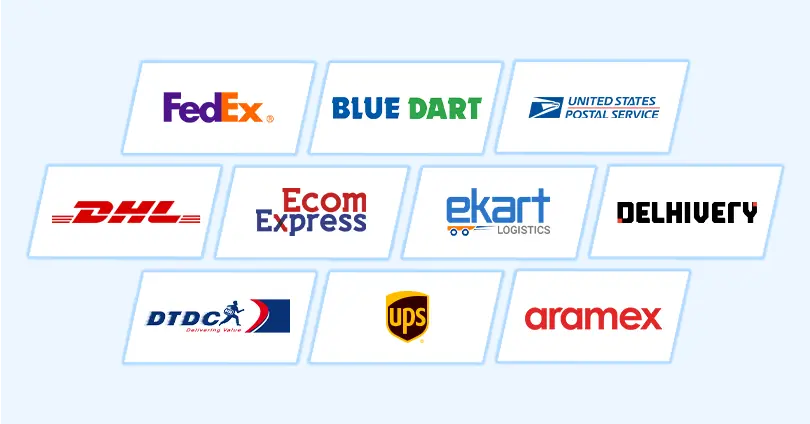 FedEx®
BLUE DART
UNITED STATES
POSTAL SERVICE
DHL
Ecom
Express
ekart
LOGISTICS
DELHIVERY
DTDC
Delivering Value
ups
aramex